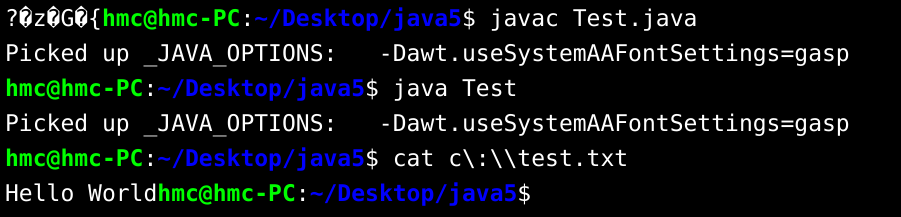 ?�z�G�{hmc@hmc-PC:~/Desktop/java5$ javac Test.java
Picked up _JAVA_OPTIONS:   -Dawt.useSystemAAFontSettings=gasp
hmc@hmc-PC:~/Desktop/java5$ java Test
Picked up _JAVA_OPTIONS:   -Dawt.useSystemAAFontSettings=gasp
hmc@hmc-PC:~/Desktop/java5$ cat c\:\\test.txt
Hello Worldhmc@hmc-PC:~/Desktop/java5$